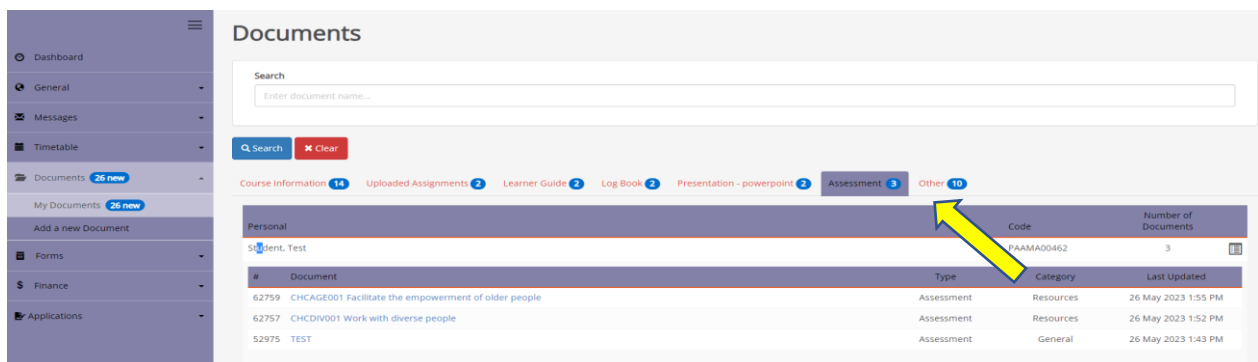 Documents
Dashboard
General
Messages
Timetable
Documents 26 new
My Documents 26 new
Add a new Document
Forms
Finance
Applications
Search
Enter document name...
Search Clear
Course Information 14 Uploaded Assignments 2 Learner Guide 2 Log Book 2 Presentation - powerpoint 2 Assessment 3 Other 10
Personal Code Number of Documents
Student, Test PAAMA00462 3
# Document Type Category Last Updated
62759 CHCAGE001 Facilitate the empowerment of older people Assessment Resources 26 May 2023 1:55 PM
62757 CHCDIV001 Work with diverse people Assessment Resources 26 May 2023 1:52 PM
52975 TEST Assessment General 26 May 2023 1:43 PM